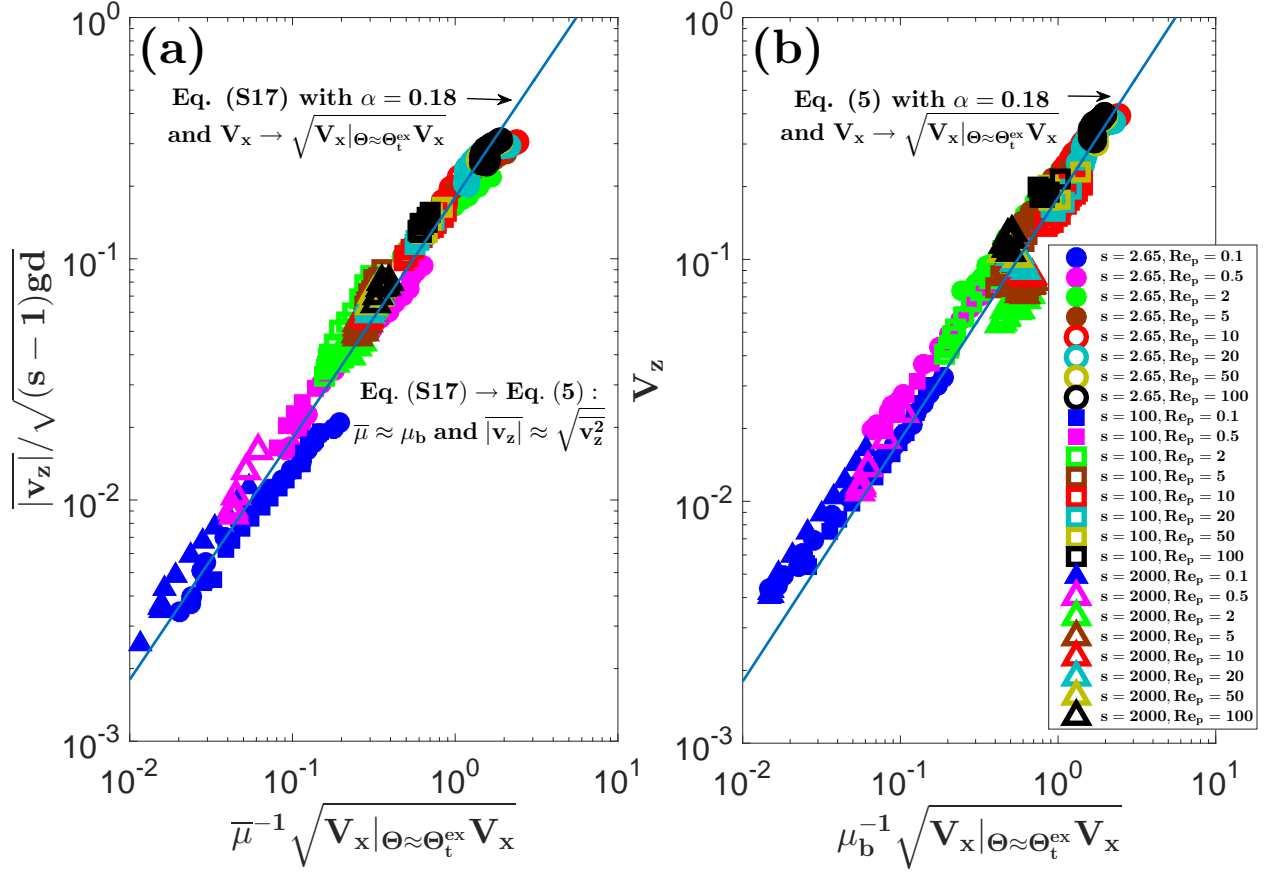 (a)
Eq. (S17) with α = 0.18
and V_x → √(V_x|_{Θ≈Θ_t^ex} V_x)
Eq. (S17) → Eq. (5) :
μ̅ ≈ μ_b and \overline{|v_z|} ≈ √(\overline{v_z^2})
\overline{|v_z|}/√((s − 1)gd)
10^0
10^-1
10^-2
10^-3
10^-2
10^-1
10^0
10^1
μ̅^{-1} √(V_x|_{Θ≈Θ_t^ex} V_x)
(b)
Eq. (5) with α = 0.18
and V_x → √(V_x|_{Θ≈Θ_t^ex} V_x)
V_z
10^0
10^-1
10^-2
10^-3
10^-2
10^-1
10^0
10^1
μ_b^{-1} √(V_x|_{Θ≈Θ_t^ex} V_x)
s = 2.65, Re_p = 0.1
s = 2.65, Re_p = 0.5
s = 2.65, Re_p = 2
s = 2.65, Re_p = 5
s = 2.65, Re_p = 10
s = 2.65, Re_p = 20
s = 2.65, Re_p = 50
s = 2.65, Re_p = 100
s = 100, Re_p = 0.1
s = 100, Re_p = 0.5
s = 100, Re_p = 2
s = 100, Re_p = 5
s = 100, Re_p = 10
s = 100, Re_p = 20
s = 100, Re_p = 50
s = 100, Re_p = 100
s = 2000, Re_p = 0.1
s = 2000, Re_p = 0.5
s = 2000, Re_p = 2
s = 2000, Re_p = 5
s = 2000, Re_p = 10
s = 2000, Re_p = 20
s = 2000, Re_p = 50
s = 2000, Re_p = 100